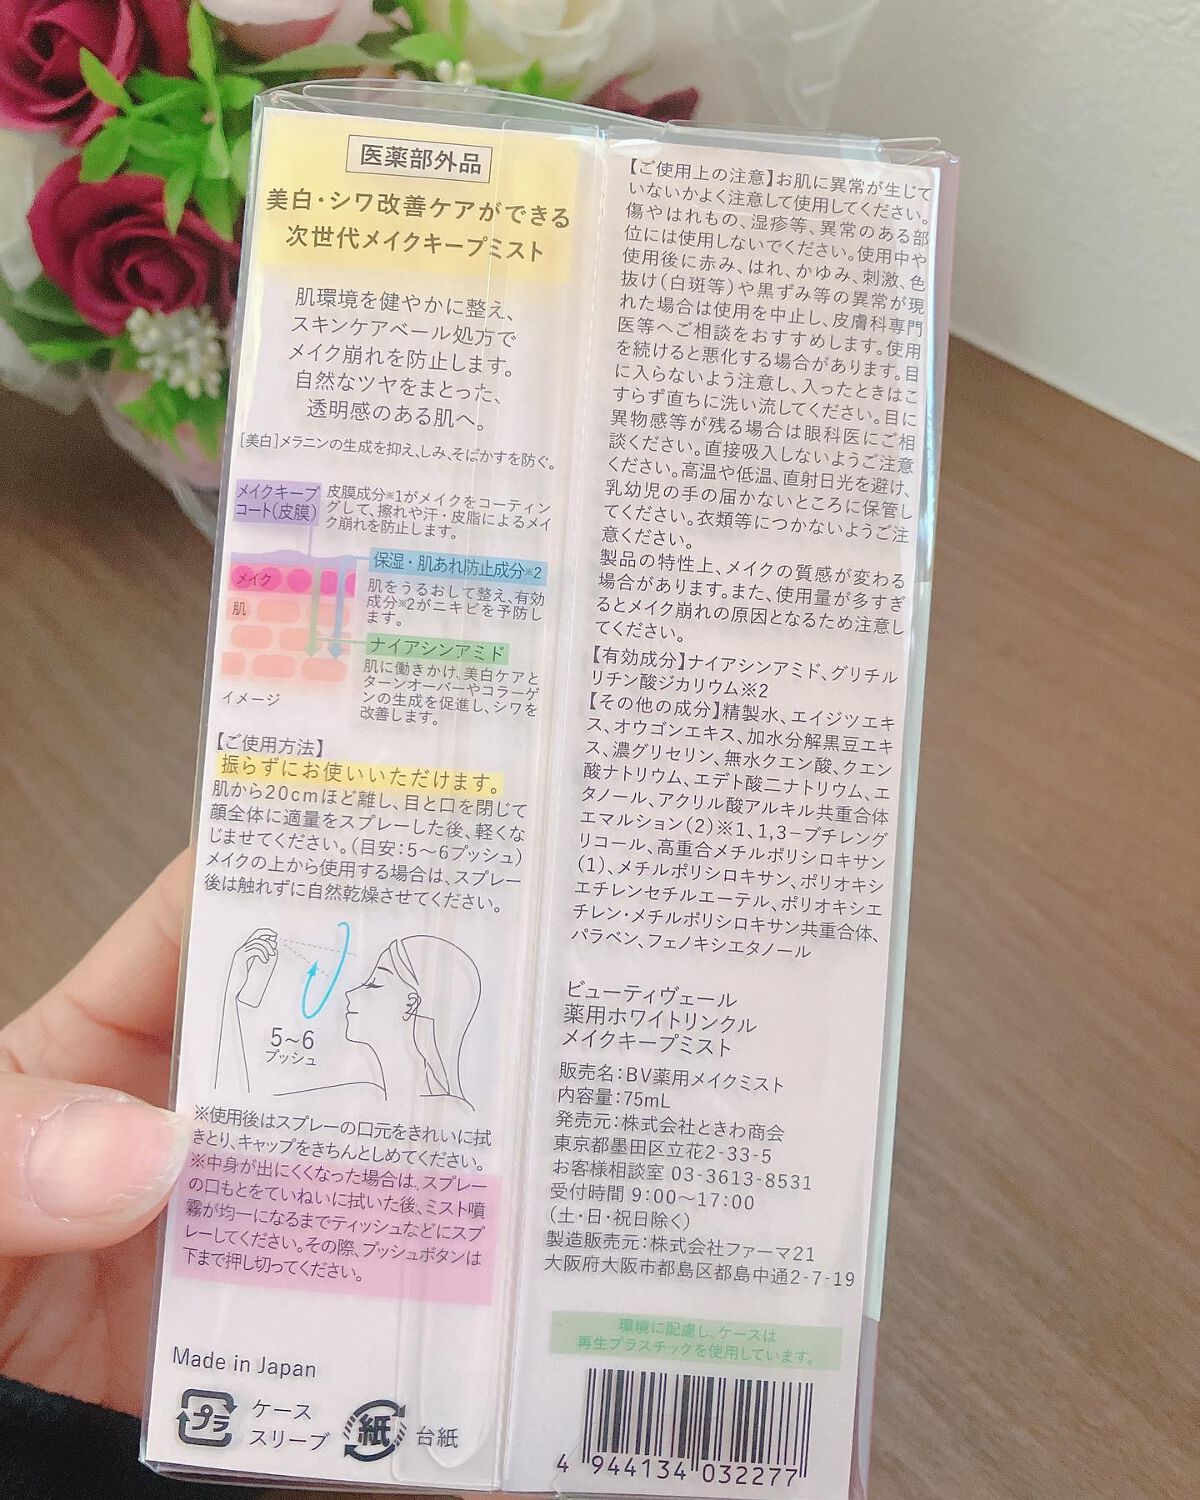 医薬部外品
美白・シワ改善ケアができる
次世代メイクキープミスト
肌環境を健やかに整え、
スキンケアベール処方で
メイク崩れを防止します。
自然なツヤをまとった、
透明感のある肌へ。
[美白]メラニンの生成を抑え、しみ、そばかすを防ぐ。
メイクキープ
コート(皮膜)
皮膜成分※1がメイクをコーティン
グして、擦れや汗・皮脂によるメイ
ク崩れを防止します。
保湿・肌あれ防止成分※2
肌をうるおして整え、有効
成分※2がニキビを予防し
ます。
メイク
肌
ナイアシンアミド
肌に働きかけ、美白ケアと
ターンオーバーやコラーゲ
ンの生成を促進し、シワを
改善します。
イメージ
【ご使用方法】
振らずにお使いいただけます。
肌から20cmほど離し、目と口を閉じて
顔全体に適量をスプレーした後、軽くな
じませてください。(目安:5～6プッシュ)
メイクの上から使用する場合は、スプレー
後は触れずに自然乾燥させてください。
5～6
プッシュ
※使用後はスプレーの口元をきれいに拭
きとり、キャップをきちんとしめてください。
※中身が出にくくなった場合は、スプレー
の口もとをていねいに拭いた後、ミスト噴
霧が均一になるまでティッシュなどにスプ
レーしてください。その際、プッシュボタンは
下まで押し切ってください。
Made in Japan
プラ
ケース
スリーブ
紙
台紙
【ご使用上の注意】お肌に異常が生じて
いないかよく注意して使用してください。
傷やはれもの、湿疹等、異常のある部
位には使用しないでください。使用中や
使用後に赤み、はれ、かゆみ、刺激、色
抜け(白斑等)や黒ずみ等の異常が現
れた場合は使用を中止し、皮膚科専門
医等へご相談をおすすめします。使用
を続けると悪化する場合があります。目
に入らないよう注意し、入ったときはこ
すらず直ちに洗い流してください。目に
異物感等が残る場合は眼科医にご相
談ください。直接吸入しないようご注意
ください。高温や低温、直射日光を避け、
乳幼児の手の届かないところに保管し
てください。衣類等につかないようご注
意ください。
製品の特性上、メイクの質感が変わる
場合があります。また、使用量が多すぎ
るとメイク崩れの原因となるため注意し
てください。
【有効成分】ナイアシンアミド、グリチル
リチン酸ジカリウム※2
【その他の成分】精製水、エイジツエキ
ス、オウゴンエキス、加水分解黒豆エキ
ス、濃グリセリン、無水クエン酸、クエン
酸ナトリウム、エデト酸二ナトリウム、エ
タノール、アクリル酸アルキル共重合体
エマルション(2)※1、1,3-ブチレング
リコール、高重合メチルポリシロキサン
(1)、メチルポリシロキサン、ポリオキシ
エチレンセチルエーテル、ポリオキシエ
チレン・メチルポリシロキサン共重合体、
パラベン、フェノキシエタノール
ビューティヴェール
薬用ホワイトリンクル
メイクキープミスト
販売名:BV薬用メイクミスト
内容量:75mL
発売元:株式会社ときわ商会
東京都墨田区立花2-33-5
お客様相談室 03-3613-8531
受付時間 9:00～17:00
(土・日・祝日除く)
製造販売元:株式会社ファーマ21
大阪府大阪市都島区都島中通2-7-19
環境に配慮し、ケースは
再生プラスチックを使用しています。
4 944134 032277